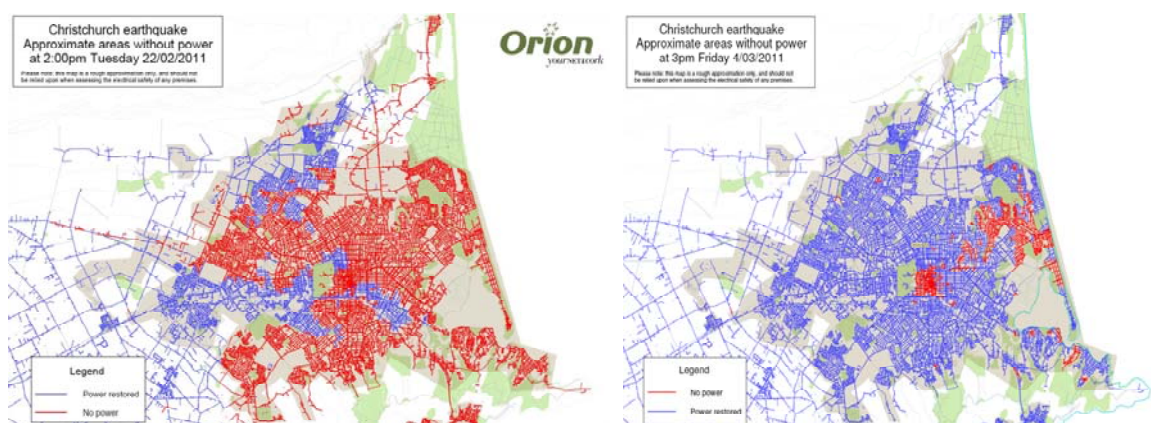 Christchurch earthquake
Approximate areas without power
at 2:00pm Tuesday 22/02/2011
Please note: this map is a rough approximation only, and should not
be relied upon when assessing the electrical safety of any premises.
Orion
your network
Legend
Power restored
No power
Christchurch earthquake
Approximate areas without power
at 3pm Friday 4/03/2011
Please note: this map is a rough approximation only, and should not
be relied upon when assessing the electrical safety of any premises.
Legend
No power
Power restored